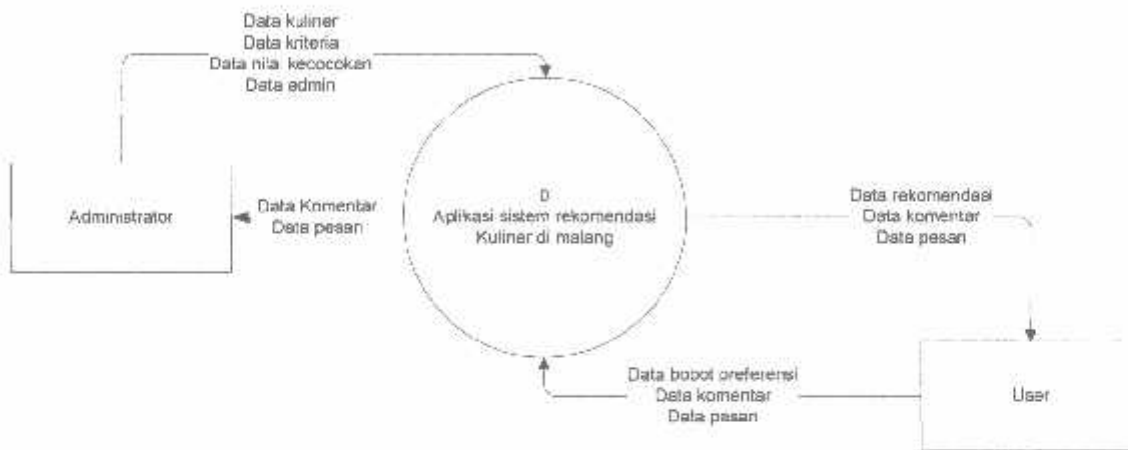 Data kuliner
Data kriteria
Data nilai kecocokan
Data admin
Administrator
Data Komentar
Data pesan
D
Aplikasi sistem rekomendasi
Kuliner di malang
Data rekomendasi
Data komentar
Data pesan
Data bobot preferensi
Data komentar
Data pesan
User